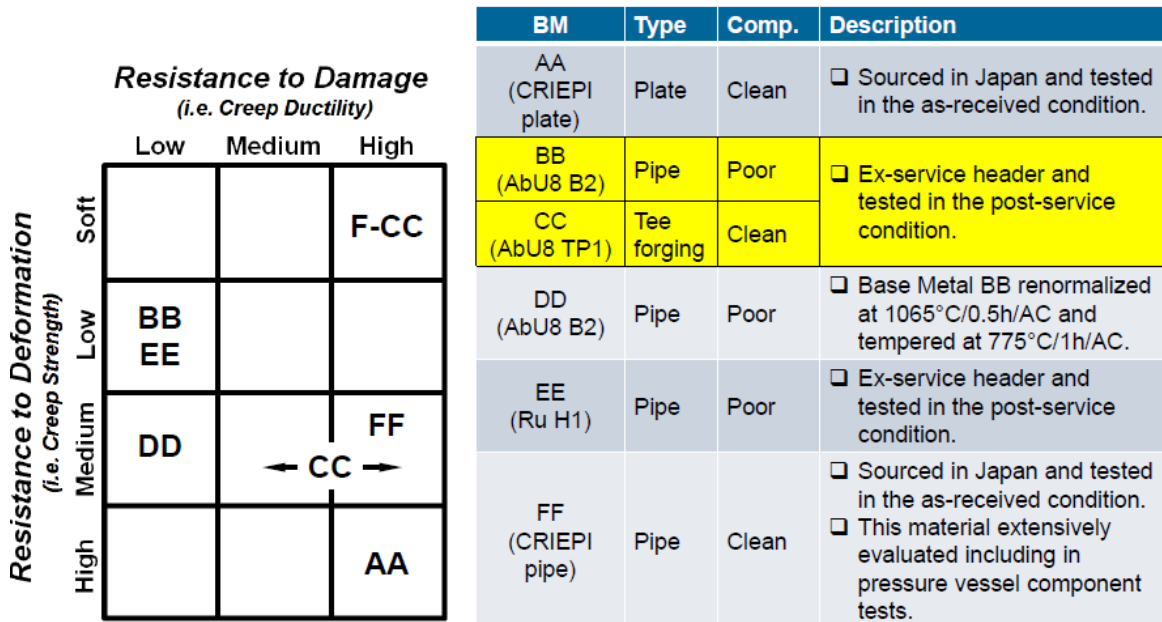 Resistance to Damage
(i.e. Creep Ductility)
Low Medium High
Resistance to Deformation
(i.e. Creep Strength)
Soft
F-CC
Low
BB
EE
Medium
DD
FF
← CC →
High
AA
BM Type Comp. Description
AA
(CRIEPI
plate)
Plate
Clean
❑ Sourced in Japan and tested
in the as-received condition.
BB
(AbU8 B2)
Pipe
Poor
❑ Ex-service header and
tested in the post-service
condition.
CC
(AbU8 TP1)
Tee
forging
Clean
DD
(AbU8 B2)
Pipe
Poor
❑ Base Metal BB renormalized
at 1065°C/0.5h/AC and
tempered at 775°C/1h/AC.
EE
(Ru H1)
Pipe
Poor
❑ Ex-service header and
tested in the post-service
condition.
FF
(CRIEPI
pipe)
Pipe
Clean
❑ Sourced in Japan and tested
in the as-received condition.
❑ This material extensively
evaluated including in
pressure vessel component
tests.